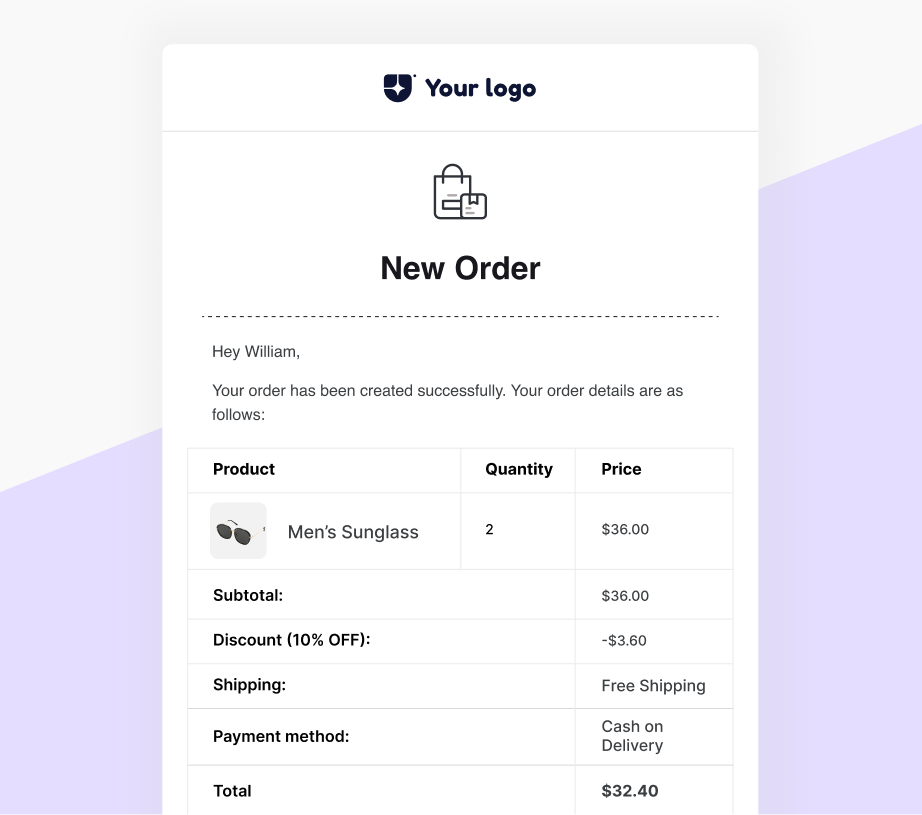 Your logo
New Order
Hey William,
Your order has been created successfully. Your order details are as
follows:
Product Quantity Price
Men’s Sunglass 2 $36.00
Subtotal: $36.00
Discount (10% OFF): -$3.60
Shipping: Free Shipping
Payment method: Cash on
Delivery
Total $32.40